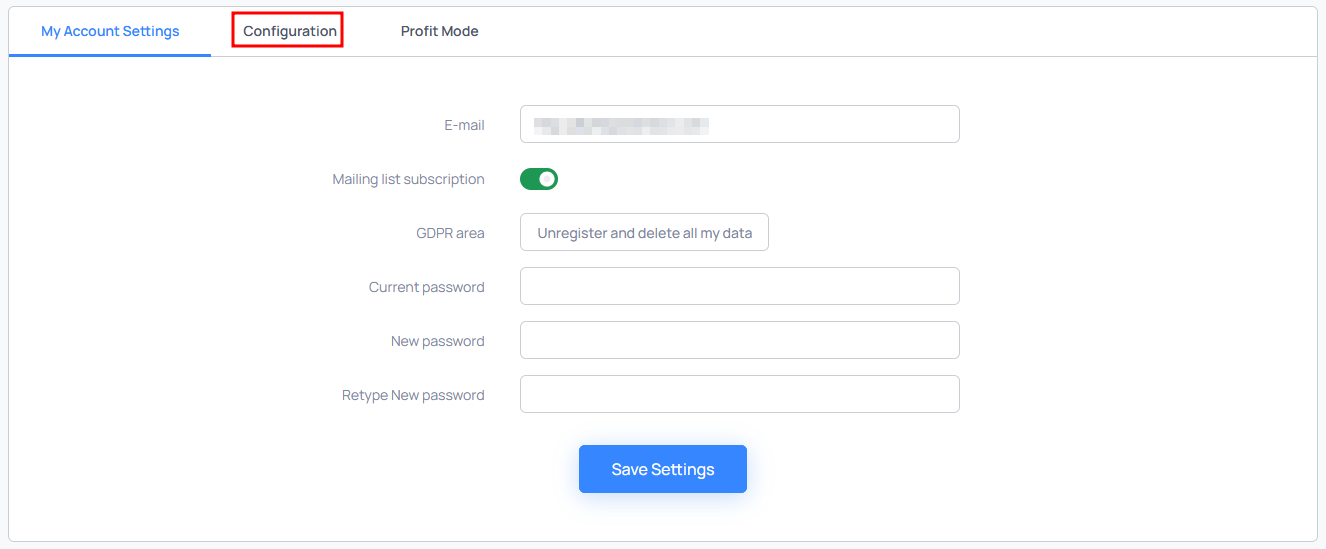 My Account Settings Configuration Profit Mode
E-mail
Mailing list subscription
GDPR area Unregister and delete all my data
Current password
New password
Retype New password
Save Settings